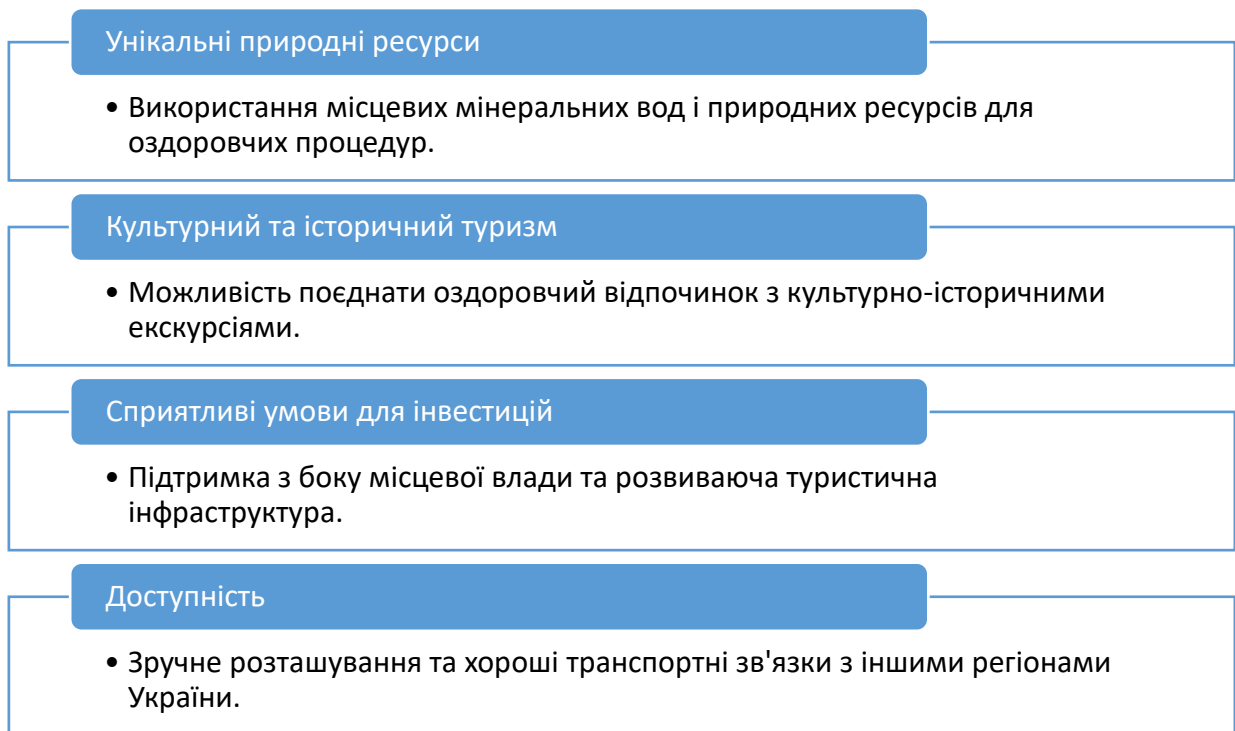 Унікальні природні ресурси
• Використання місцевих мінеральних вод і природних ресурсів для
оздоровчих процедур.
Культурний та історичний туризм
• Можливість поєднати оздоровчий відпочинок з культурно-історичними
екскурсіями.
Сприятливі умови для інвестицій
• Підтримка з боку місцевої влади та розвиваюча туристична
інфраструктура.
Доступність
• Зручне розташування та хороші транспортні зв'язки з іншими регіонами
України.